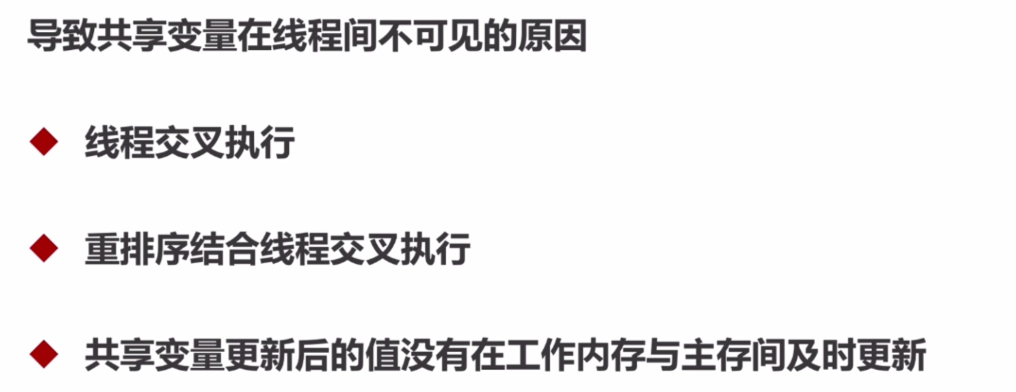 导致共享变量在线程间不可见的原因
线程交叉执行
重排序结合线程交叉执行
共享变量更新后的值没有在工作内存与主存间及时更新